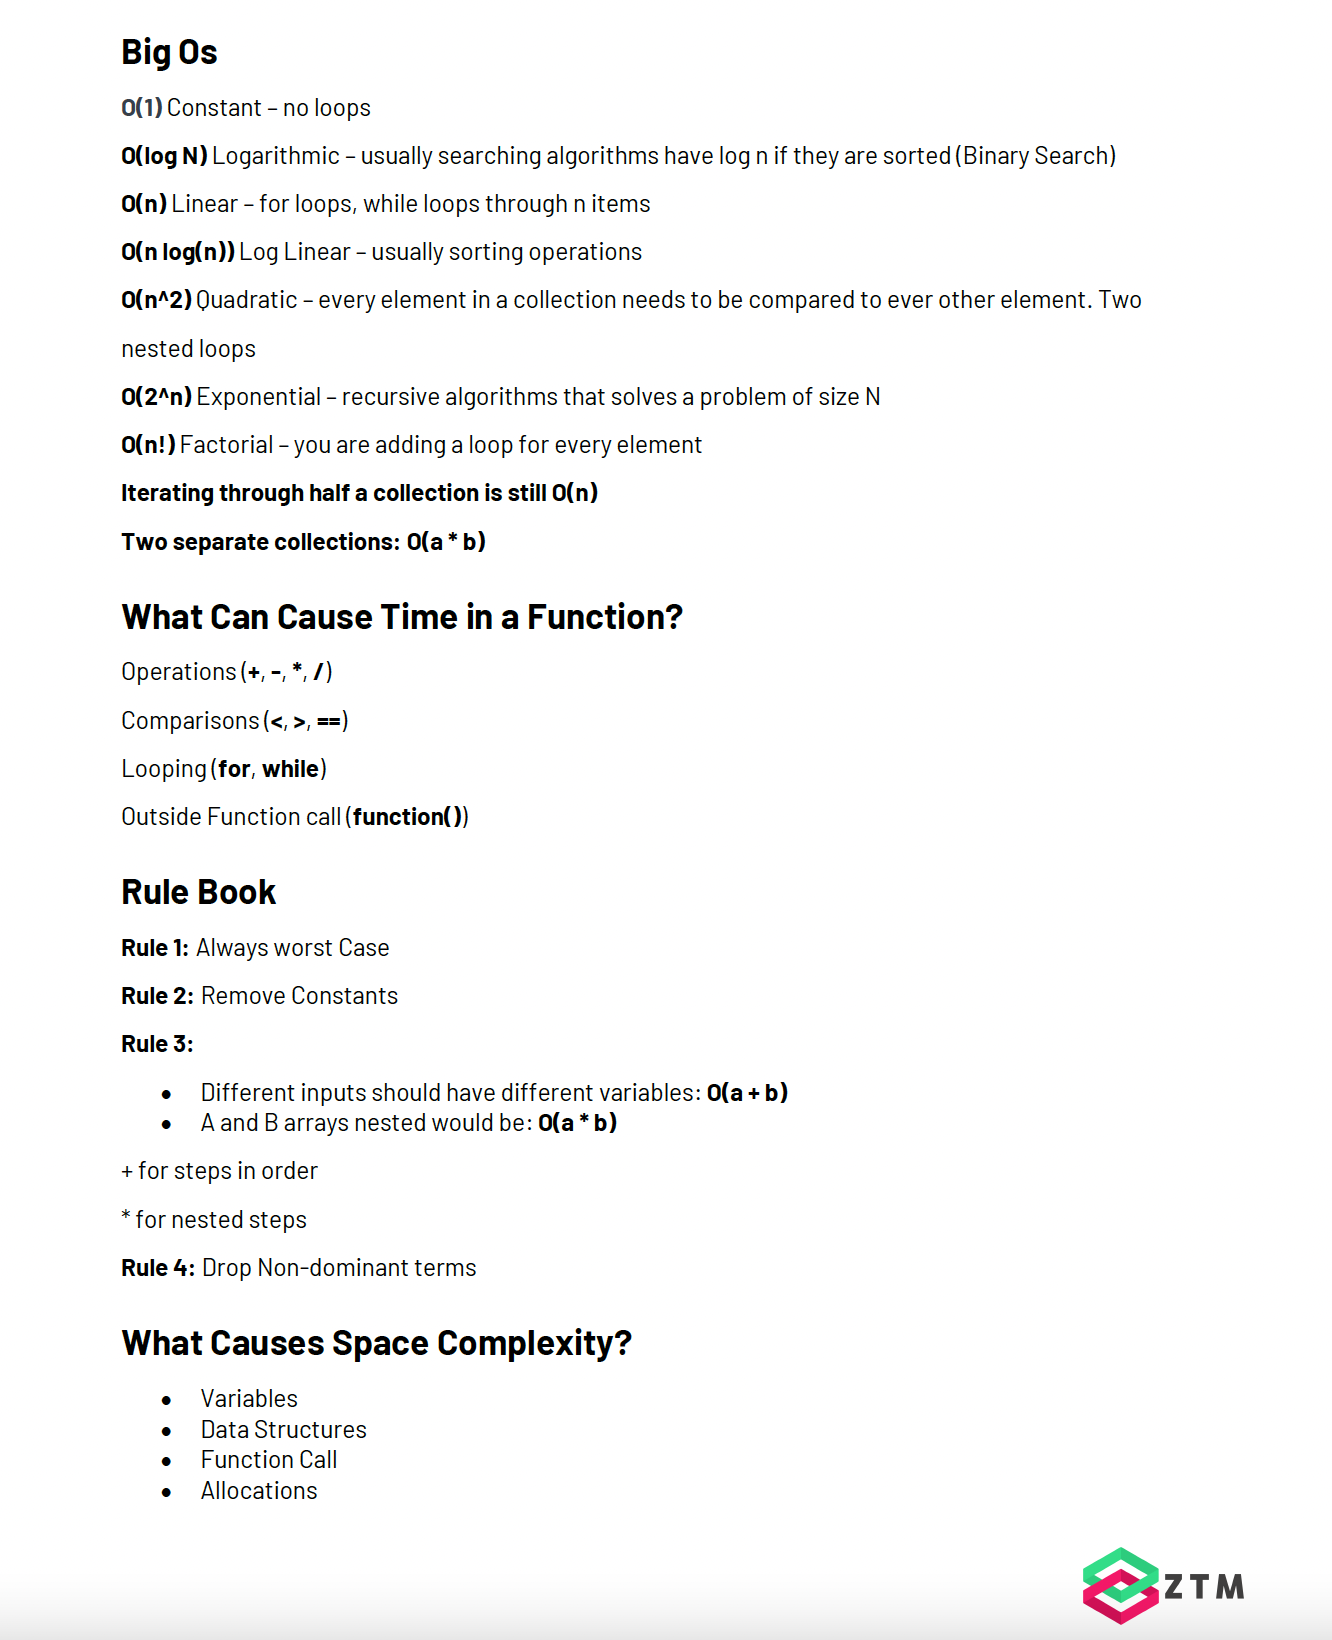 Big Os
O(1) Constant – no loops
O(log N) Logarithmic – usually searching algorithms have log n if they are sorted (Binary Search)
O(n) Linear – for loops, while loops through n items
O(n log(n)) Log Linear – usually sorting operations
O(n^2) Quadratic – every element in a collection needs to be compared to ever other element. Two
nested loops
O(2^n) Exponential – recursive algorithms that solves a problem of size N
O(n!) Factorial – you are adding a loop for every element
Iterating through half a collection is still O(n)
Two separate collections: O(a * b)
What Can Cause Time in a Function?
Operations (+, -, *, /)
Comparisons (<, >, ==)
Looping (for, while)
Outside Function call (function())
Rule Book
Rule 1: Always worst Case
Rule 2: Remove Constants
Rule 3:
• Different inputs should have different variables: O(a + b)
• A and B arrays nested would be: O(a * b)
+ for steps in order
* for nested steps
Rule 4: Drop Non-dominant terms
What Causes Space Complexity?
• Variables
• Data Structures
• Function Call
• Allocations
ZTM